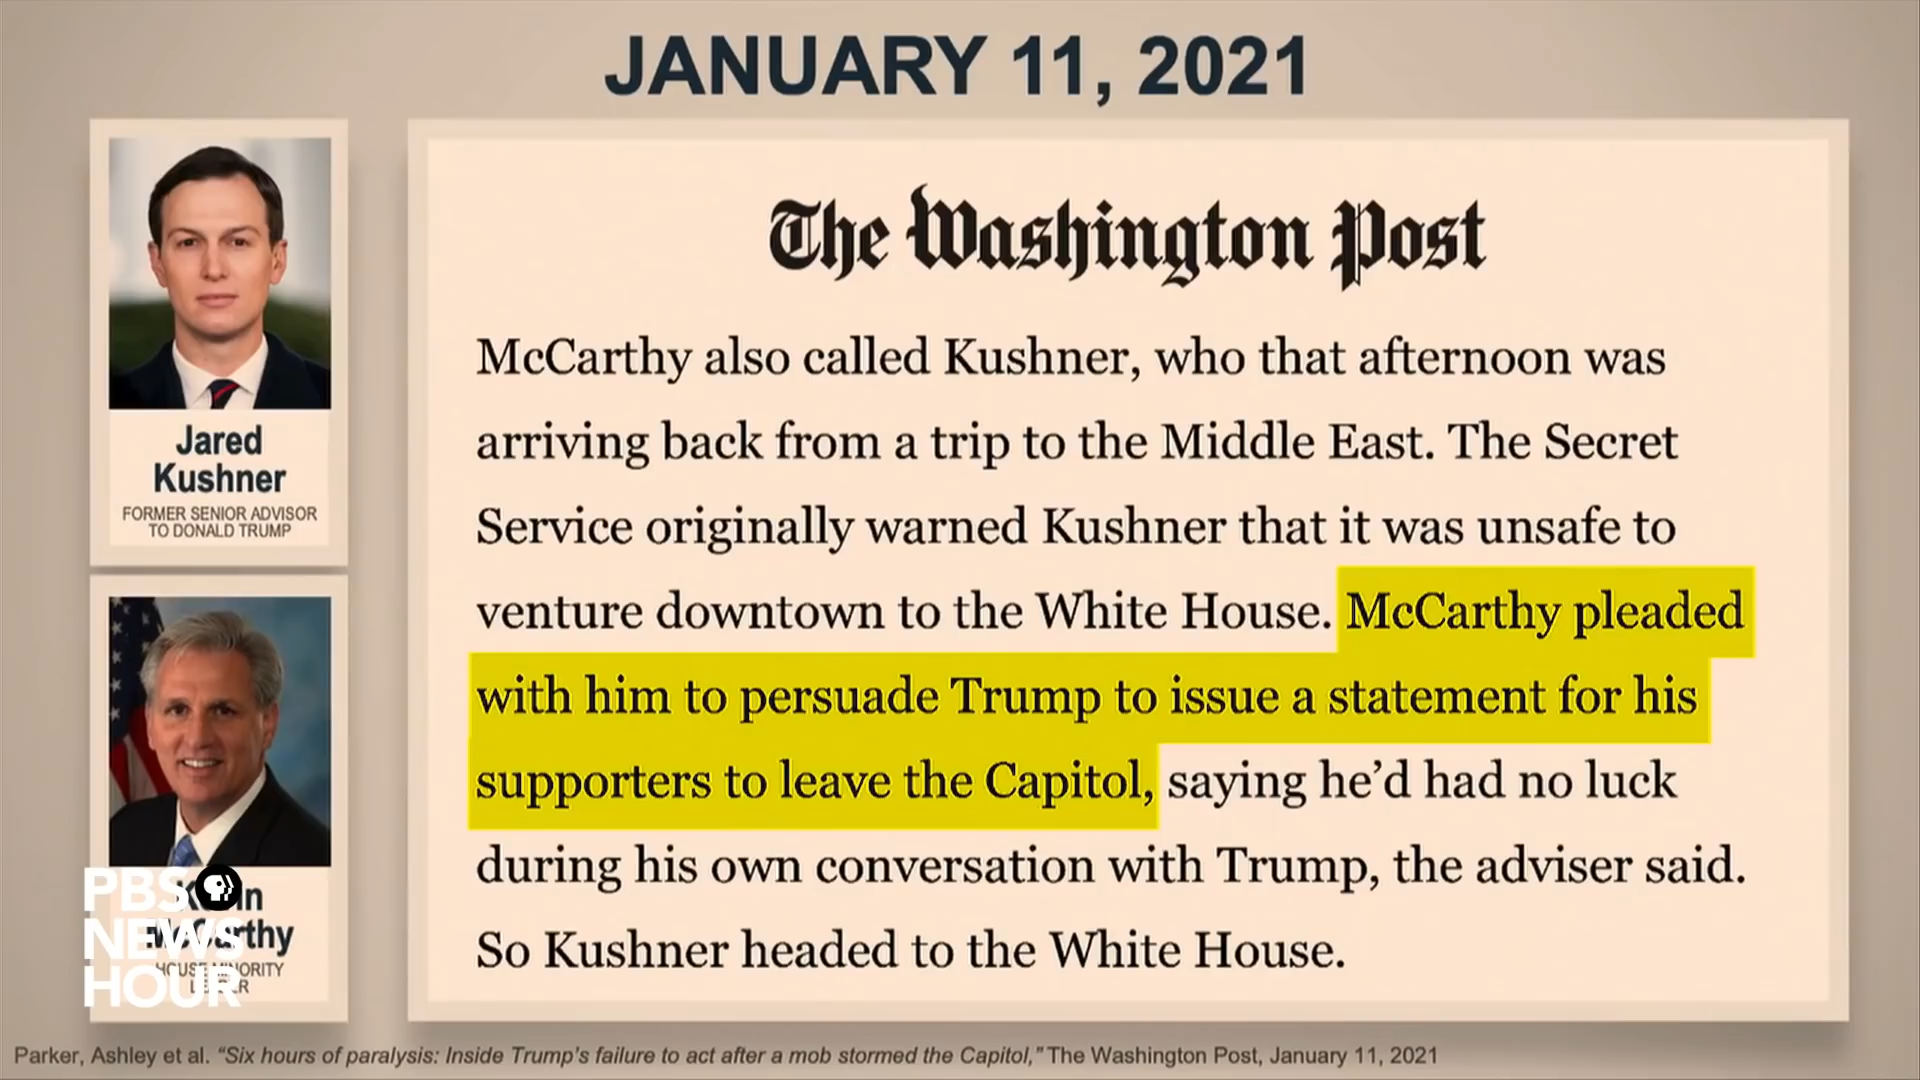 JANUARY 11, 2021
Jared
Kushner
FORMER SENIOR ADVISOR
TO DONALD TRUMP
McCarthy
HOUSE MINORITY
PBS
NEWS
HOUR
The Washington Post
McCarthy also called Kushner, who that afternoon was
arriving back from a trip to the Middle East. The Secret
Service originally warned Kushner that it was unsafe to
venture downtown to the White House. McCarthy pleaded
with him to persuade Trump to issue a statement for his
supporters to leave the Capitol, saying he’d had no luck
during his own conversation with Trump, the adviser said.
So Kushner headed to the White House.
Parker, Ashley et al. “Six hours of paralysis: Inside Trump’s failure to act after a mob stormed the Capitol,” The Washington Post, January 11, 2021